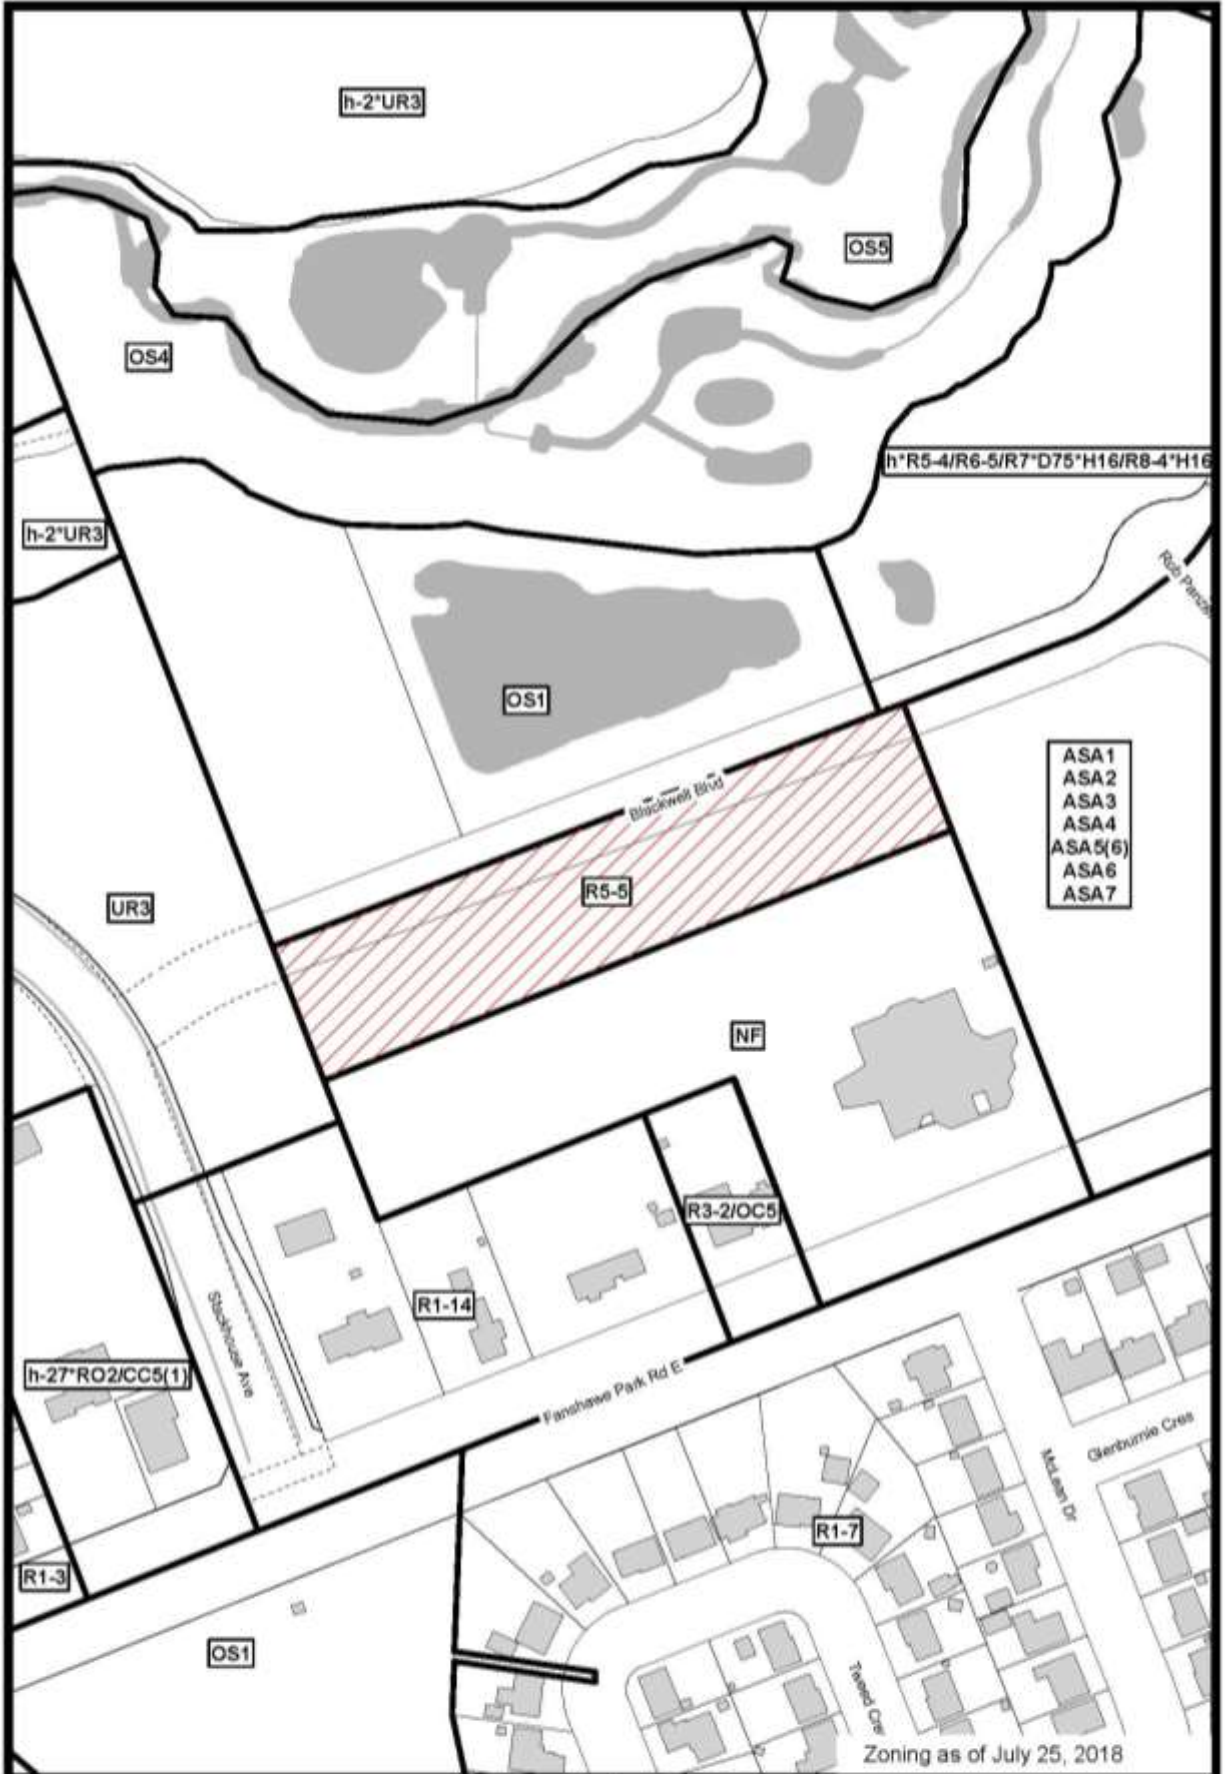 h-2*UR3
OS5
OS4
h*R5-4/R6-5/R7*D75*H16/R8-4*H16
h-2*UR3
OS1
ASA1
ASA2
ASA3
ASA4
ASA5(6)
ASA6
ASA7
Blackwell Blvd
R5-5
UR3
NF
R3-2/OC5
R1-14
Stackhouse Ave
h-27*RO2/CC5(1)
Fanshawe Park Rd E
Glenburnie Cres
McLean Dr
R1-7
R1-3
OS1
Tweed Cre
Zoning as of July 25, 2018